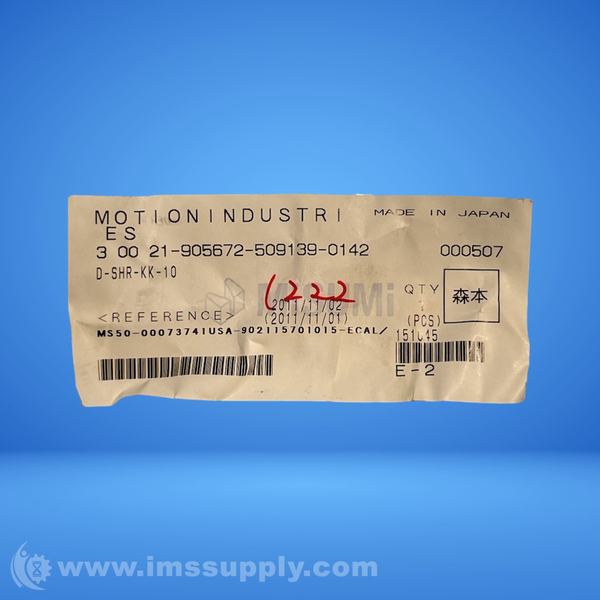 MOTIONINDUSTRI MADE IN JAPAN
ES
3 00 21-905672-509139-0142 000507
D-SHR-KK-10
MiSUMi
1222
QTY
森本
2011/11/02
<REFERENCE> (2011/11/01)
(PCS)
MS50-00073741USA-902115701015-ECAL/
E-2
www.imssupply.com